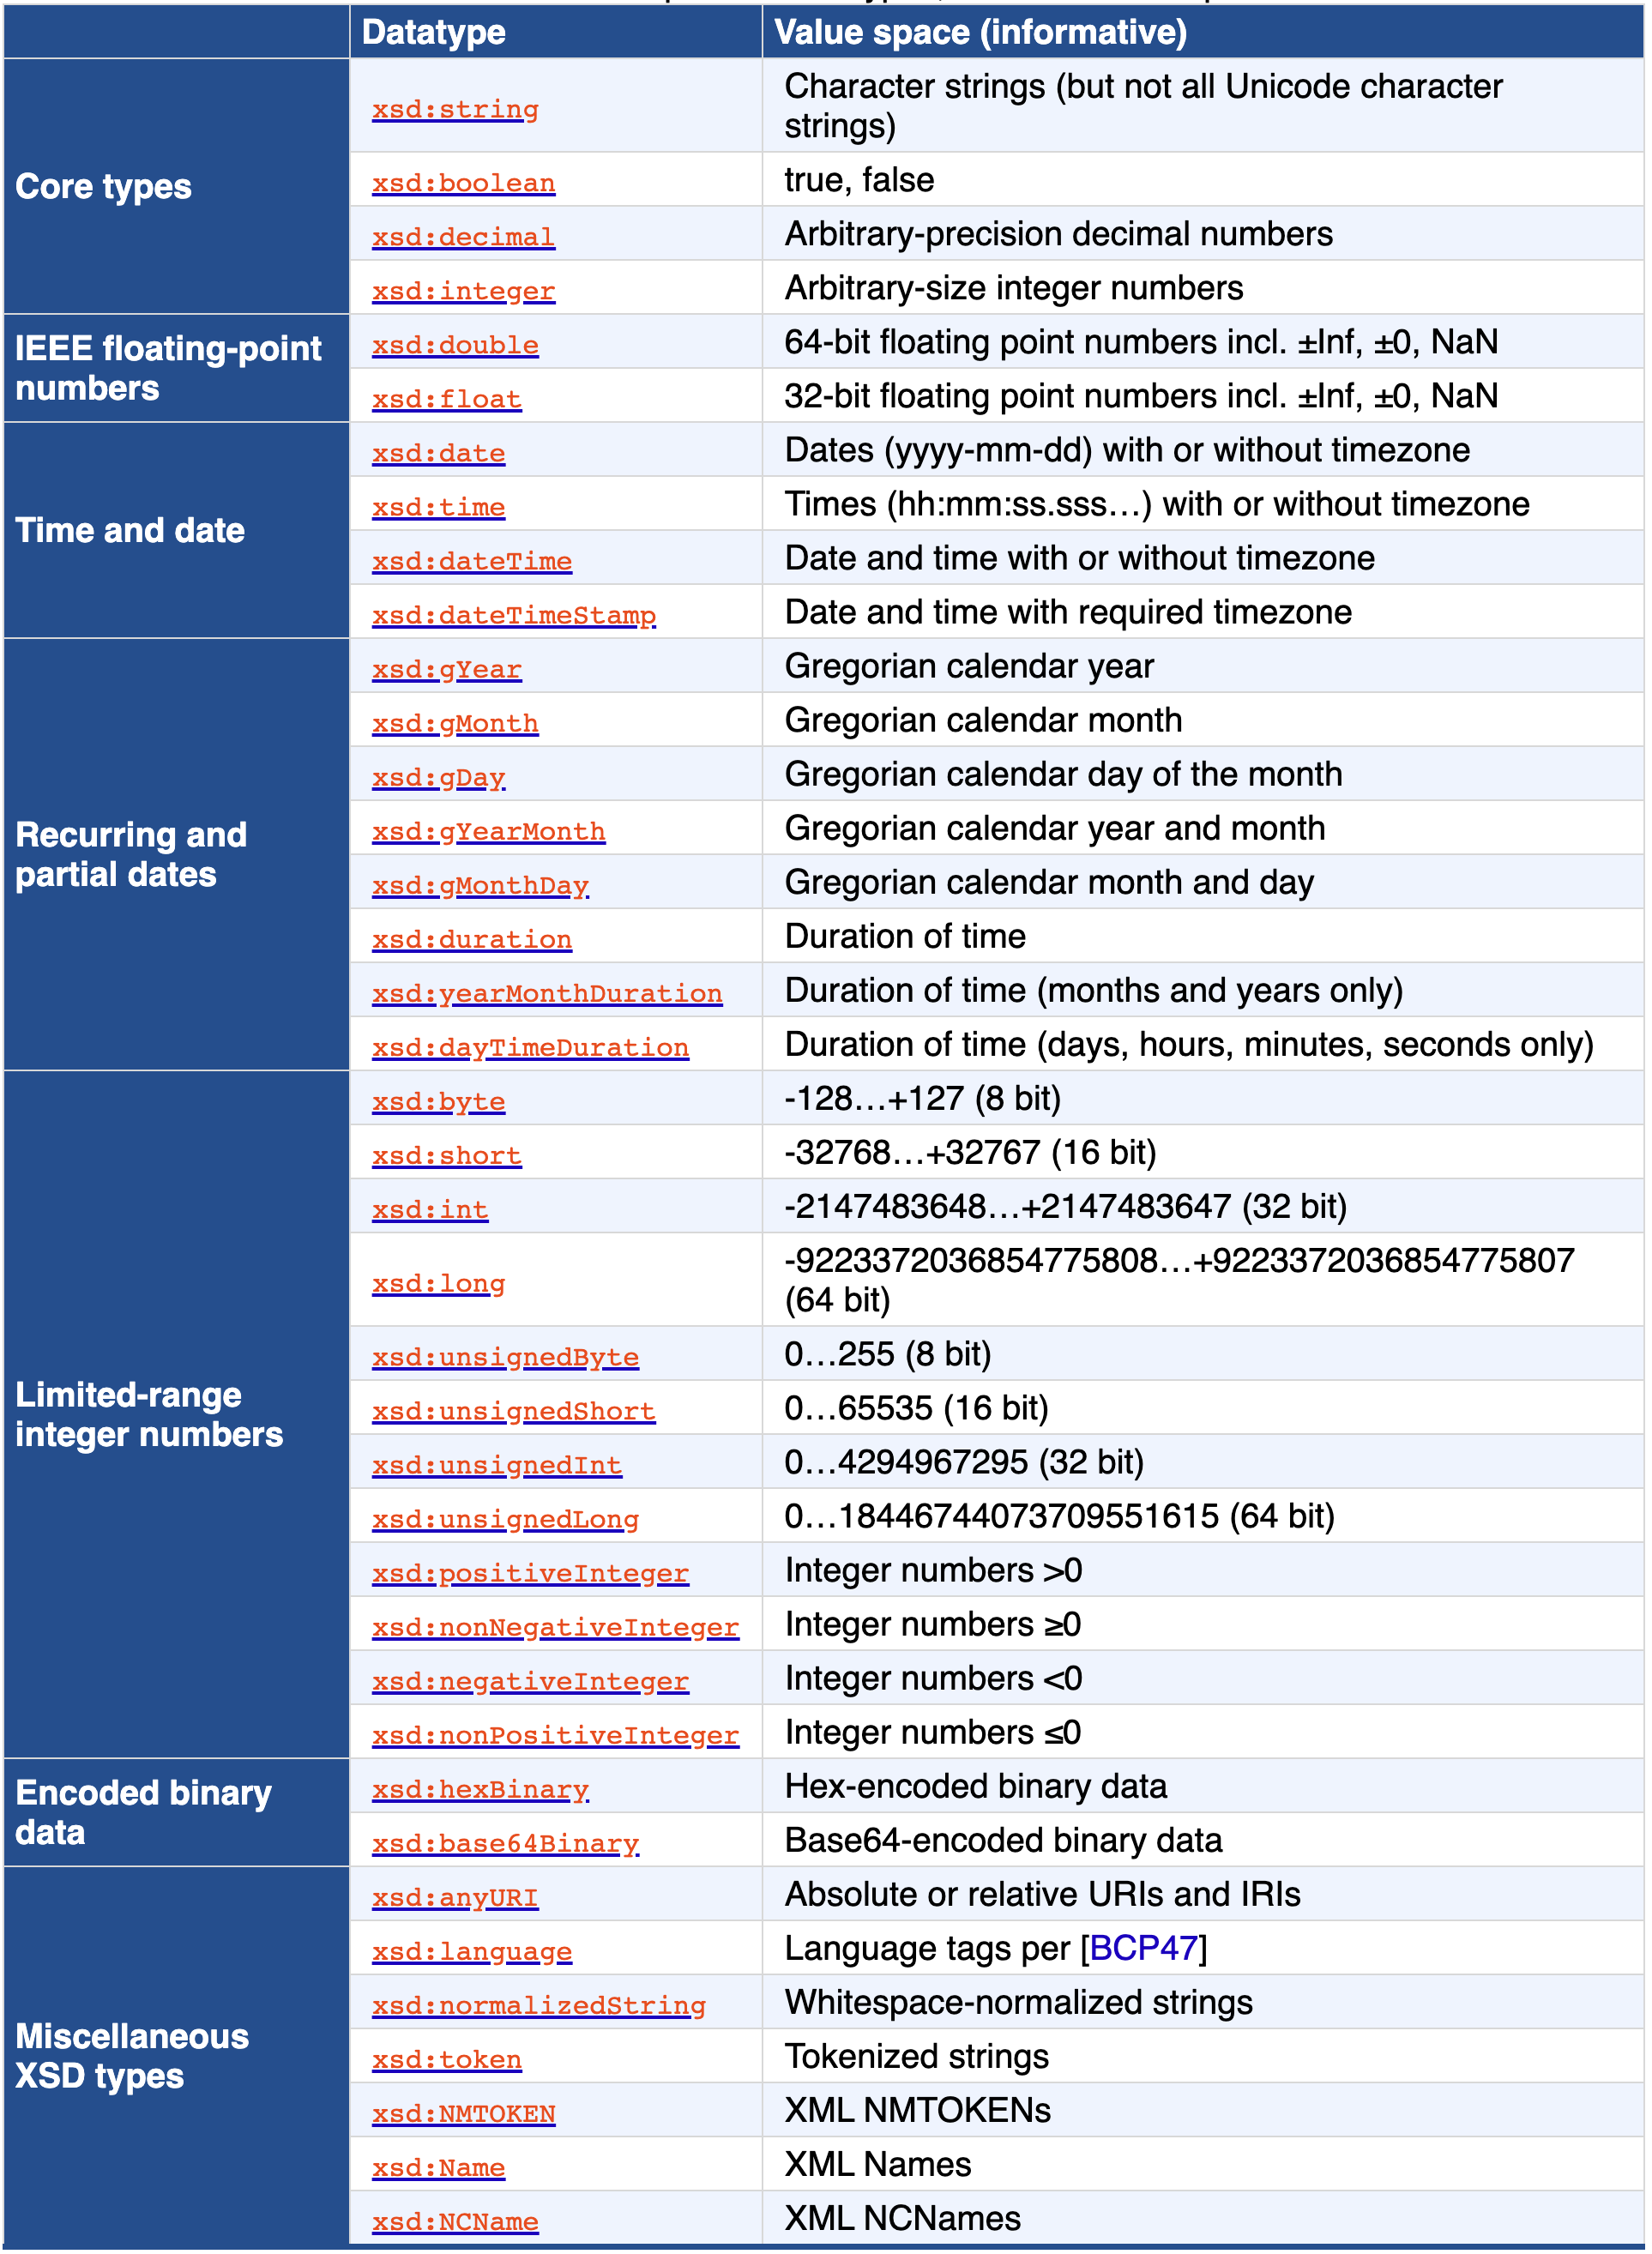 Datatype Value space (informative)
Core types
xsd:string Character strings (but not all Unicode character
strings)
xsd:boolean true, false
xsd:decimal Arbitrary-precision decimal numbers
xsd:integer Arbitrary-size integer numbers
IEEE floating-point
numbers
xsd:double 64-bit floating point numbers incl. ±Inf, ±0, NaN
xsd:float 32-bit floating point numbers incl. ±Inf, ±0, NaN
Time and date
xsd:date Dates (yyyy-mm-dd) with or without timezone
xsd:time Times (hh:mm:ss.sss…) with or without timezone
xsd:dateTime Date and time with or without timezone
xsd:dateTimeStamp Date and time with required timezone
Recurring and
partial dates
xsd:gYear Gregorian calendar year
xsd:gMonth Gregorian calendar month
xsd:gDay Gregorian calendar day of the month
xsd:gYearMonth Gregorian calendar year and month
xsd:gMonthDay Gregorian calendar month and day
xsd:duration Duration of time
xsd:yearMonthDuration Duration of time (months and years only)
xsd:dayTimeDuration Duration of time (days, hours, minutes, seconds only)
Limited-range
integer numbers
xsd:byte -128…+127 (8 bit)
xsd:short -32768…+32767 (16 bit)
xsd:int -2147483648…+2147483647 (32 bit)
xsd:long -9223372036854775808…+9223372036854775807
(64 bit)
xsd:unsignedByte 0…255 (8 bit)
xsd:unsignedShort 0…65535 (16 bit)
xsd:unsignedInt 0…4294967295 (32 bit)
xsd:unsignedLong 0…18446744073709551615 (64 bit)
xsd:positiveInteger Integer numbers >0
xsd:nonNegativeInteger Integer numbers ≥0
xsd:negativeInteger Integer numbers <0
xsd:nonPositiveInteger Integer numbers ≤0
Encoded binary
data
xsd:hexBinary Hex-encoded binary data
xsd:base64Binary Base64-encoded binary data
Miscellaneous
XSD types
xsd:anyURI Absolute or relative URIs and IRIs
xsd:language Language tags per [BCP47]
xsd:normalizedString Whitespace-normalized strings
xsd:token Tokenized strings
xsd:NMTOKEN XML NMTOKENs
xsd:Name XML Names
xsd:NCName XML NCNames